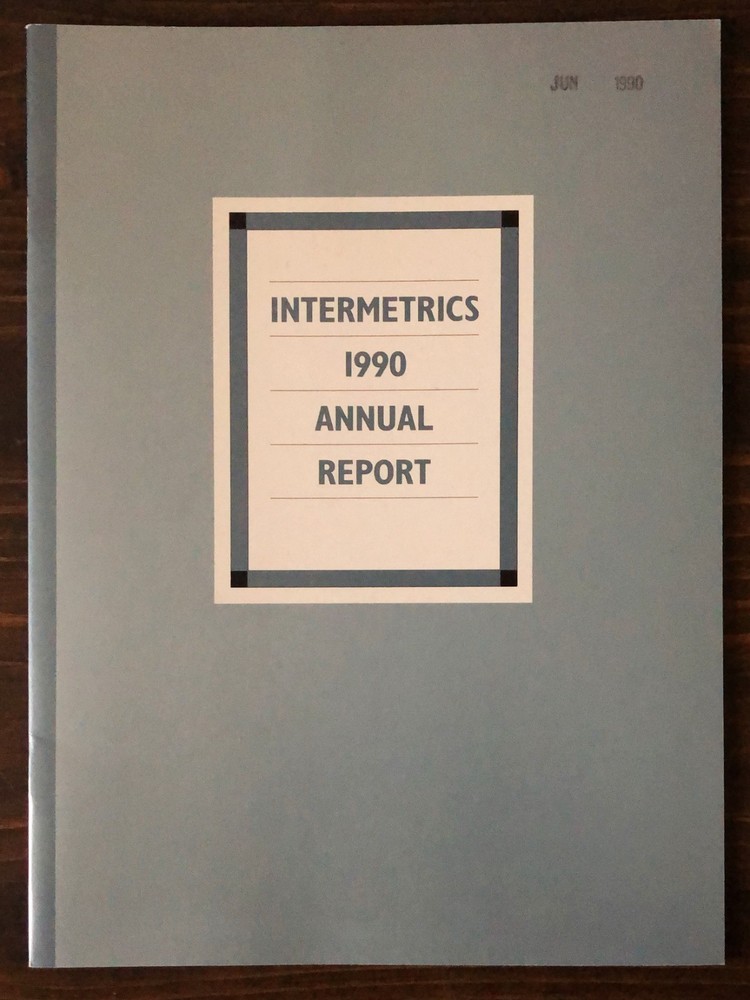 JUN 1990
INTERMETRICS
1990
ANNUAL
REPORT